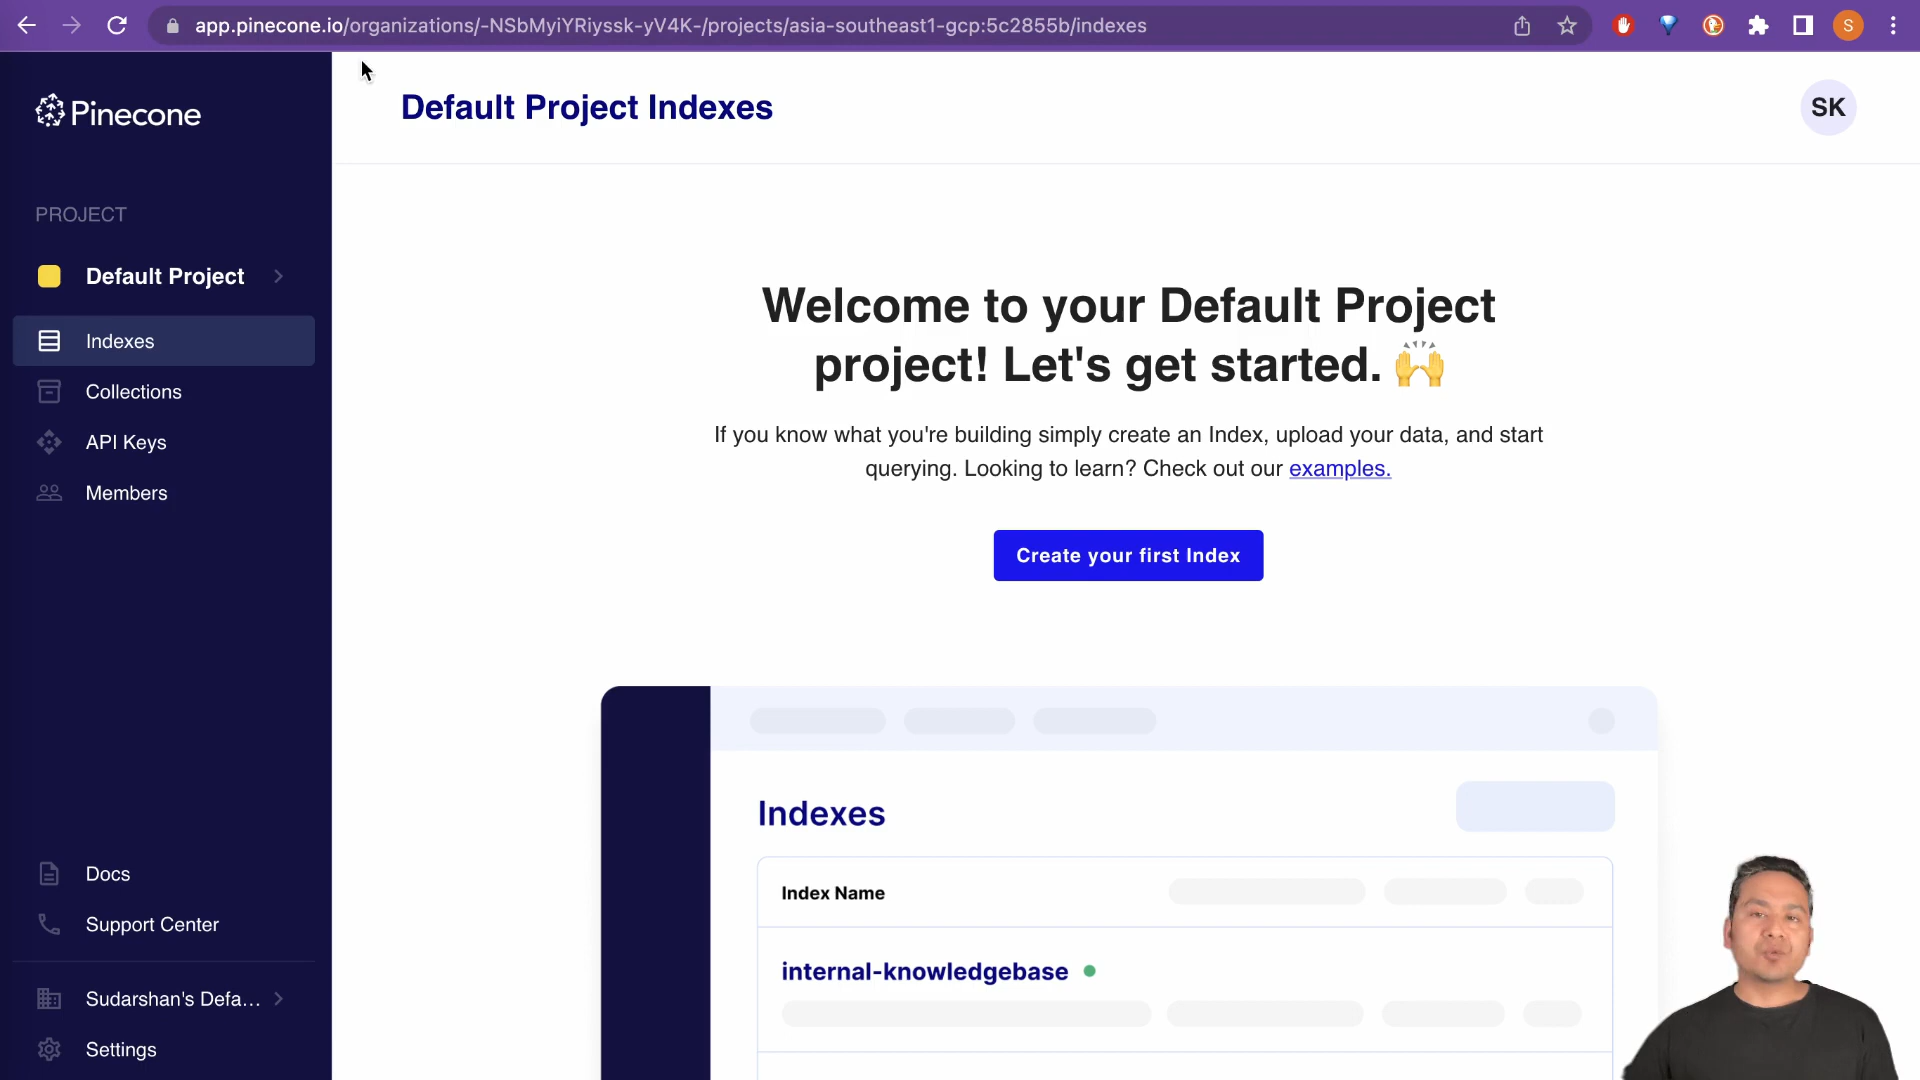 app.pinecone.io/organizations/-NSbMyiYRiyssk-yV4K-/projects/asia-southeast1-gcp:5c2855b/indexes
S
Pinecone
Default Project Indexes
SK
PROJECT
Default Project
Indexes
Collections
API Keys
Members
Welcome to your Default Project
project! Let's get started. 🙌
If you know what you're building simply create an Index, upload your data, and start
querying. Looking to learn? Check out our examples.
Create your first Index
Indexes
Index Name
internal-knowledgebase
Docs
Support Center
Sudarshan's Defa...
Settings